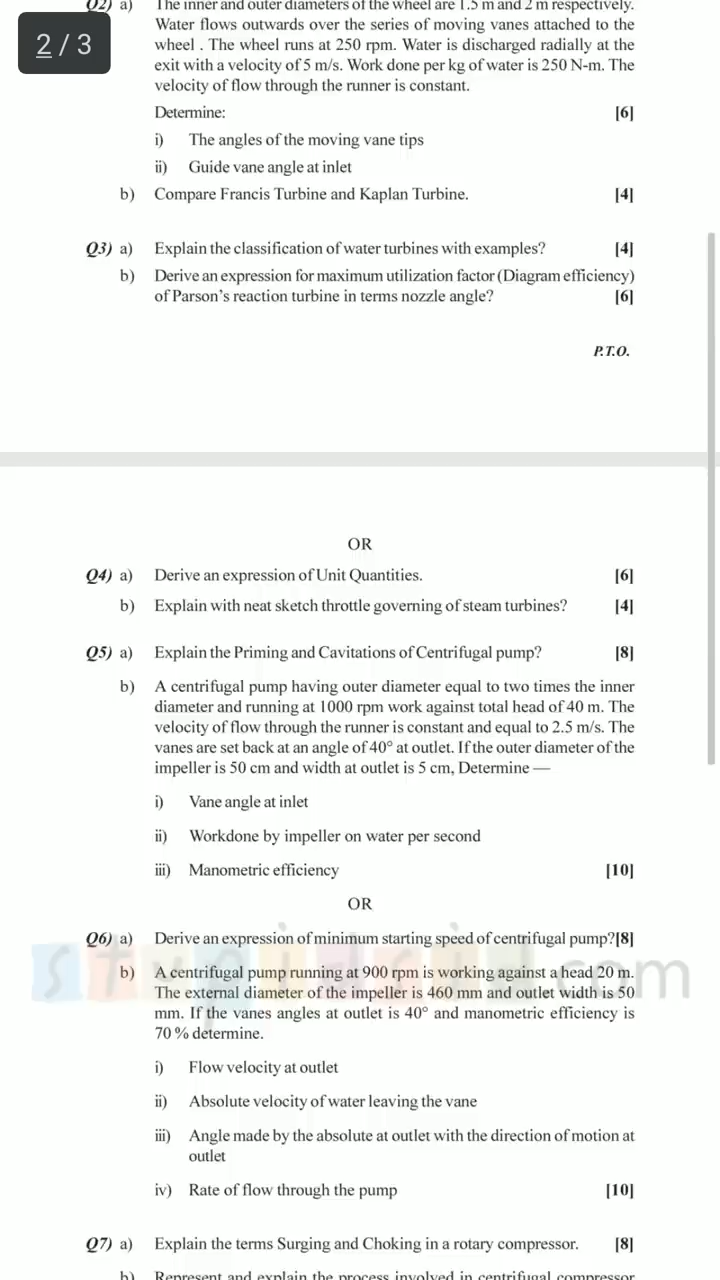 Q2) a) The inner and outer diameters of the wheel are 1.5 m and 2 m respectively.
Water flows outwards over the series of moving vanes attached to the
2 / 3
wheel . The wheel runs at 250 rpm. Water is discharged radially at the
exit with a velocity of 5 m/s. Work done per kg of water is 250 N-m. The
velocity of flow through the runner is constant.
Determine: [6]
i) The angles of the moving vane tips
ii) Guide vane angle at inlet
b) Compare Francis Turbine and Kaplan Turbine. [4]
Q3) a) Explain the classification of water turbines with examples? [4]
b) Derive an expression for maximum utilization factor (Diagram efficiency)
of Parson's reaction turbine in terms nozzle angle? [6]
P.T.O.
OR
Q4) a) Derive an expression of Unit Quantities. [6]
b) Explain with neat sketch throttle governing of steam turbines? [4]
Q5) a) Explain the Priming and Cavitations of Centrifugal pump? [8]
b) A centrifugal pump having outer diameter equal to two times the inner
diameter and running at 1000 rpm work against total head of 40 m. The
velocity of flow through the runner is constant and equal to 2.5 m/s. The
vanes are set back at an angle of 40° at outlet. If the outer diameter of the
impeller is 50 cm and width at outlet is 5 cm, Determine —
i) Vane angle at inlet
ii) Workdone by impeller on water per second
iii) Manometric efficiency [10]
OR
Q6) a) Derive an expression of minimum starting speed of centrifugal pump?[8]
b) A centrifugal pump running at 900 rpm is working against a head 20 m.
The external diameter of the impeller is 460 mm and outlet width is 50
mm. If the vanes angles at outlet is 40° and manometric efficiency is
70 % determine.
i) Flow velocity at outlet
ii) Absolute velocity of water leaving the vane
iii) Angle made by the absolute at outlet with the direction of motion at
outlet
iv) Rate of flow through the pump [10]
Q7) a) Explain the terms Surging and Choking in a rotary compressor. [8]
b) Represent and explain the process involved in centrifugal compressor
stupidsid.com